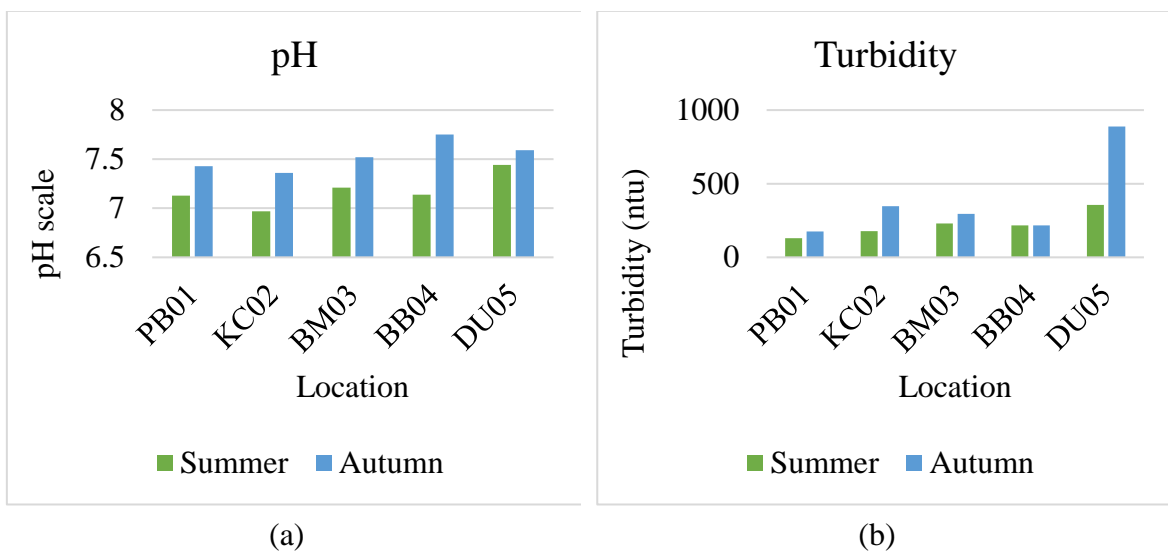 pH
8
7.5
7
6.5
pH scale
PB01
KC02
BM03
BB04
DU05
Location
Summer Autumn
(a)
Turbidity
1000
500
0
Turbidity (ntu)
PB01
KC02
BM03
BB04
DU05
Location
Summer Autumn
(b)